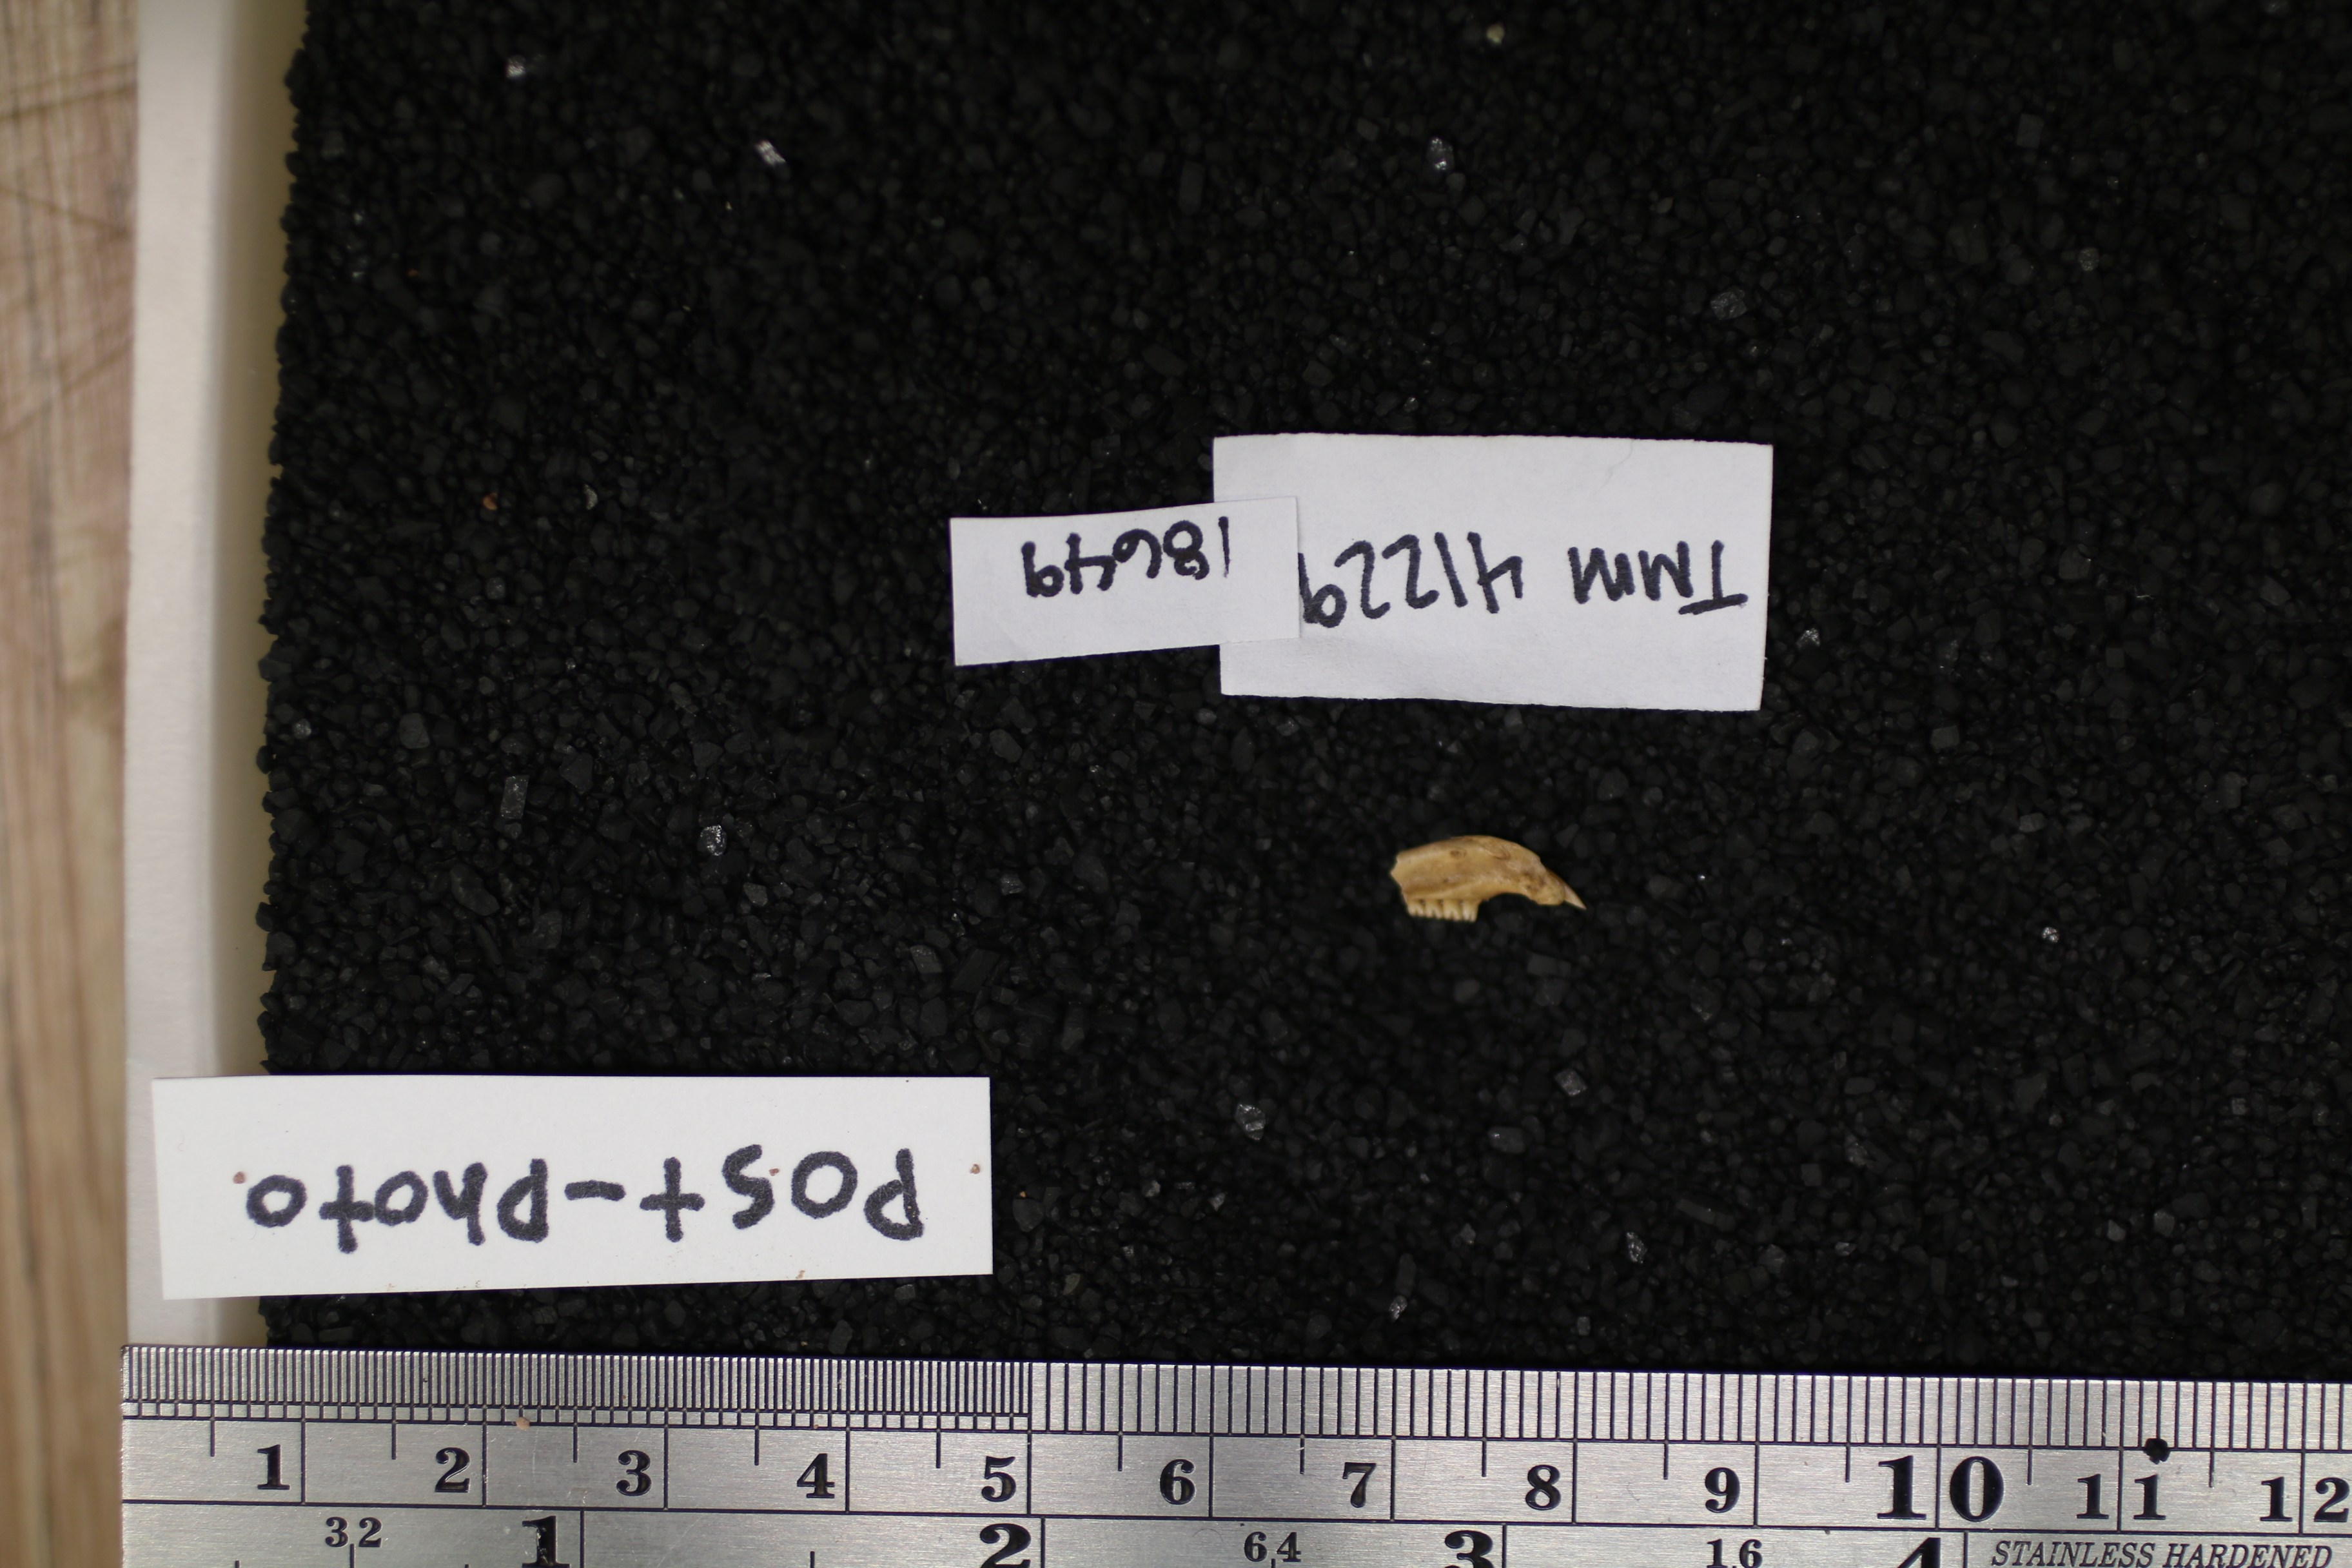 TMM 41229
18649
Post-Photo
1 2 3 4 5 6 7 8 9 10 11 12
32 1 2 64 3 16 4 STAINLESS HARDENED